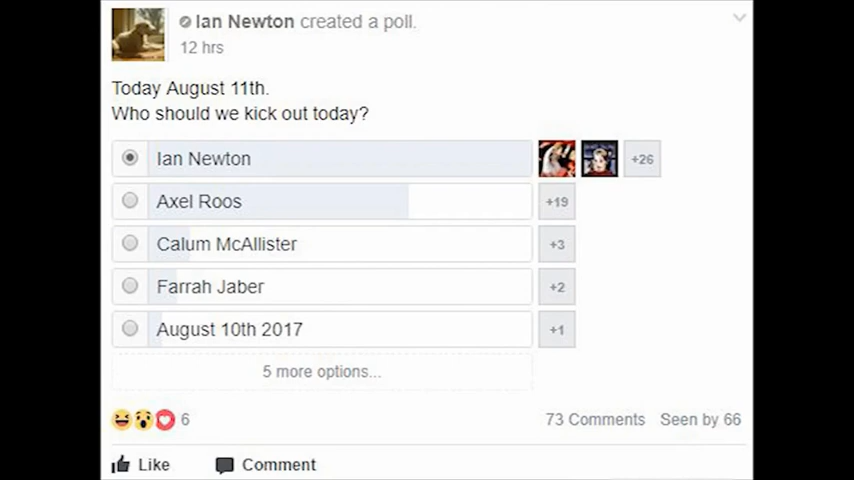 Ian Newton created a poll.
12 hrs
Today August 11th.
Who should we kick out today?
Ian Newton +26
Axel Roos +19
Calum McAllister +3
Farrah Jaber +2
August 10th 2017 +1
5 more options...
6 73 Comments Seen by 66
Like Comment